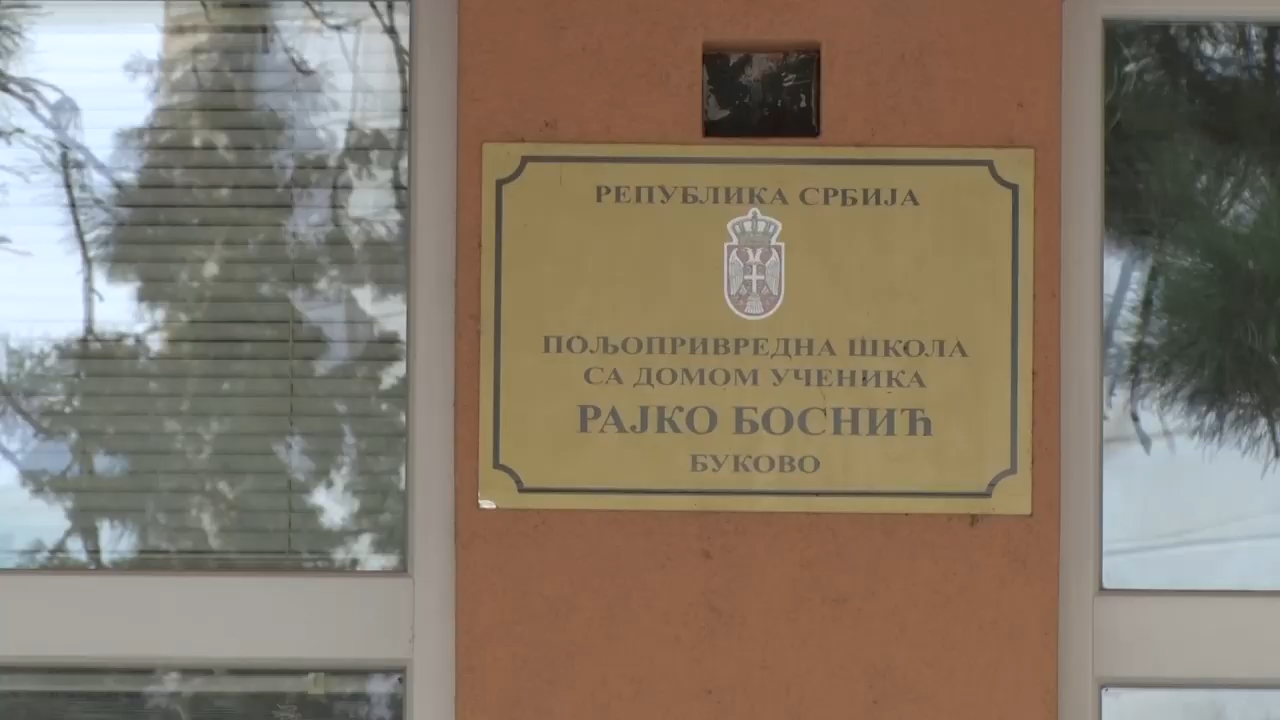 РЕПУБЛИКА СРБИЈА
ПОЉОПРИВРЕДНА ШКОЛА
СА ДОМОМ УЧЕНИКА
РАЈКО БОСНИЋ
БУКОВО